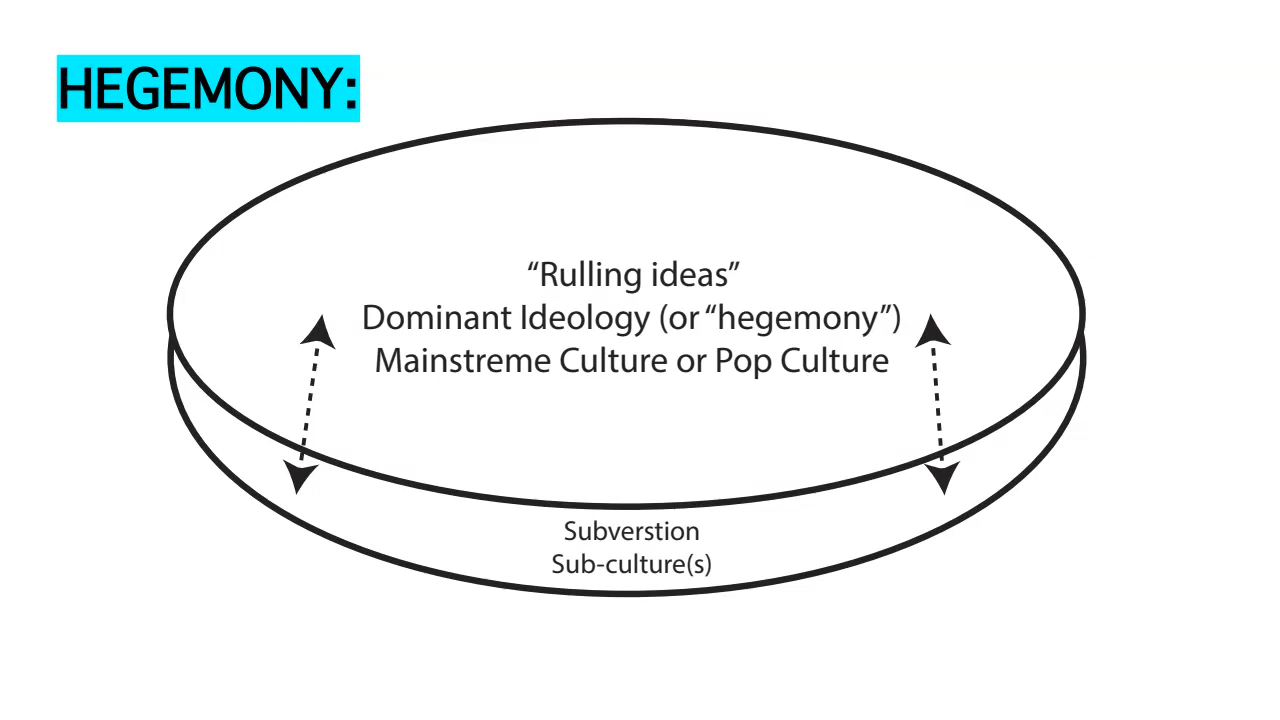 HEGEMONY:
“Rulling ideas”
Dominant Ideology (or “hegemony”)
Mainstreme Culture or Pop Culture
Subverstion
Sub-culture(s)